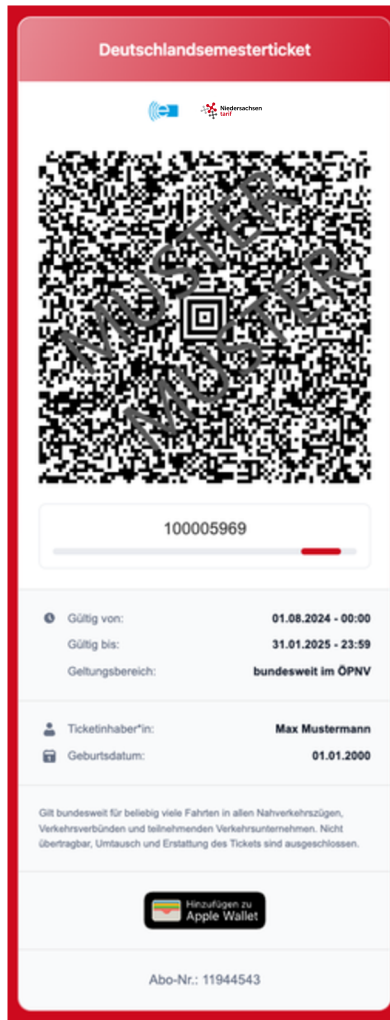 Deutschlandsemesterticket
Niedersachsen
tarif
MUSTER
MUSTER
100005969
Gültig von: 01.08.2024 - 00:00
Gültig bis: 31.01.2025 - 23:59
Geltungsbereich: bundesweit im ÖPNV
Ticketinhaber*in: Max Mustermann
Geburtsdatum: 01.01.2000
Gilt bundesweit für beliebig viele Fahrten in allen Nahverkehrszügen,
Verkehrsverbünden und teilnehmenden Verkehrsunternehmen. Nicht
übertragbar, Umtausch und Erstattung des Tickets sind ausgeschlossen.
Hinzufügen zu
Apple Wallet
Abo-Nr.: 11944543